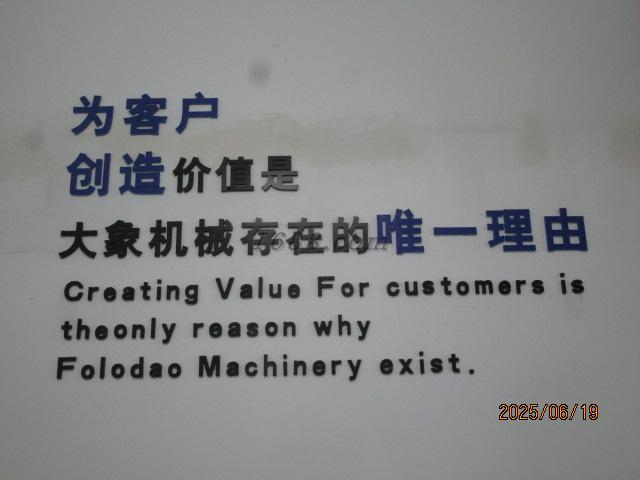 为客户
创造价值是
大象机械存在的唯一理由
Creating Value For customers is
theonly reason why
Folodao Machinery exist.
2025/06/19